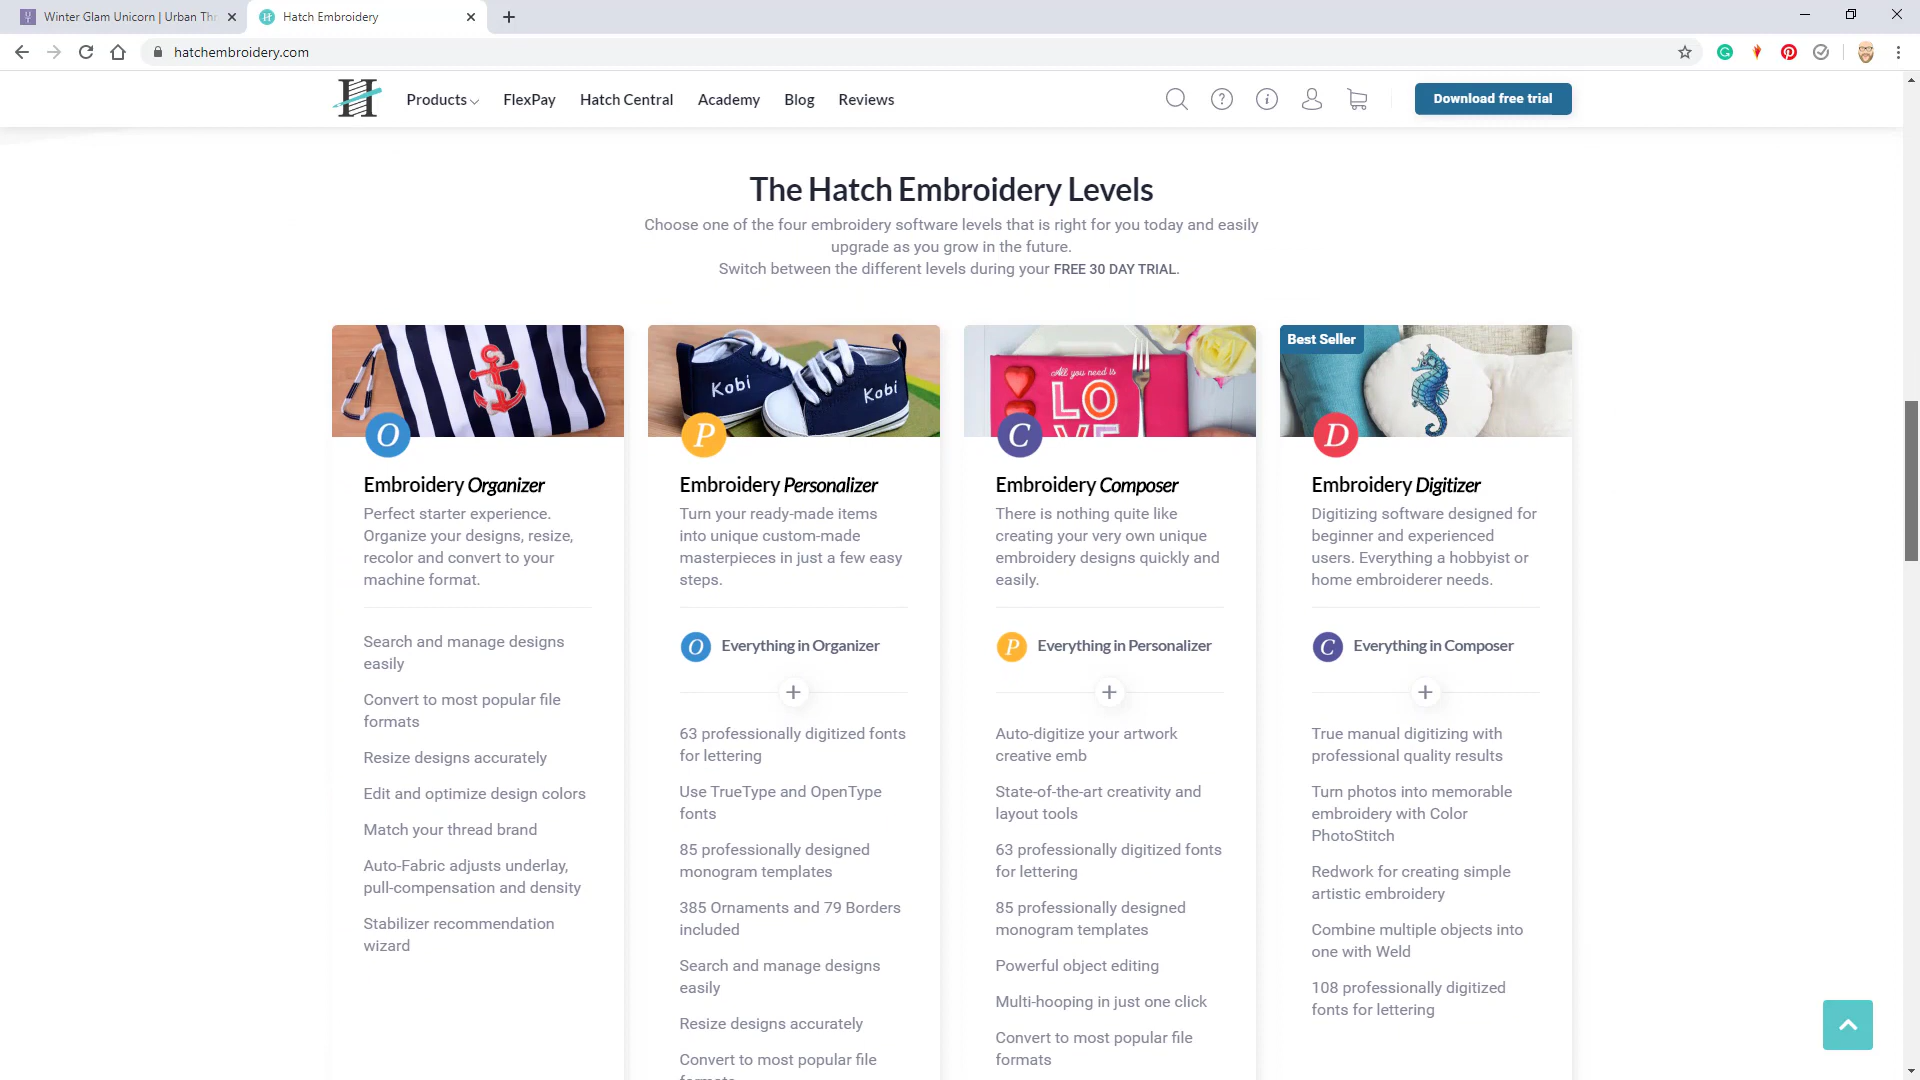 Winter Glam Unicorn | Urban Thr
Hatch Embroidery
hatchembroidery.com
H
Products
FlexPay
Hatch Central
Academy
Blog
Reviews
Download free trial
The Hatch Embroidery Levels
Choose one of the four embroidery software levels that is right for you today and easily
upgrade as you grow in the future.
Switch between the different levels during your FREE 30 DAY TRIAL.
O
Embroidery Organizer
Perfect starter experience.
Organize your designs, resize,
recolor and convert to your
machine format.
Search and manage designs
easily
Convert to most popular file
formats
Resize designs accurately
Edit and optimize design colors
Match your thread brand
Auto-Fabric adjusts underlay,
pull-compensation and density
Stabilizer recommendation
wizard
Kobi
Kobi
P
Embroidery Personalizer
Turn your ready-made items
into unique custom-made
masterpieces in just a few easy
steps.
O Everything in Organizer
+
63 professionally digitized fonts
for lettering
Use TrueType and OpenType
fonts
85 professionally designed
monogram templates
385 Ornaments and 79 Borders
included
Search and manage designs
easily
Resize designs accurately
Convert to most popular file
formats
All you need is
LO
VE
C
Embroidery Composer
There is nothing quite like
creating your very own unique
embroidery designs quickly and
easily.
P Everything in Personalizer
+
Auto-digitize your artwork
creative emb
State-of-the-art creativity and
layout tools
63 professionally digitized fonts
for lettering
85 professionally designed
monogram templates
Powerful object editing
Multi-hooping in just one click
Convert to most popular file
formats
Best Seller
D
Embroidery Digitizer
Digitizing software designed for
beginner and experienced
users. Everything a hobbyist or
home embroiderer needs.
C Everything in Composer
+
True manual digitizing with
professional quality results
Turn photos into memorable
embroidery with Color
PhotoStitch
Redwork for creating simple
artistic embroidery
Combine multiple objects into
one with Weld
108 professionally digitized
fonts for lettering